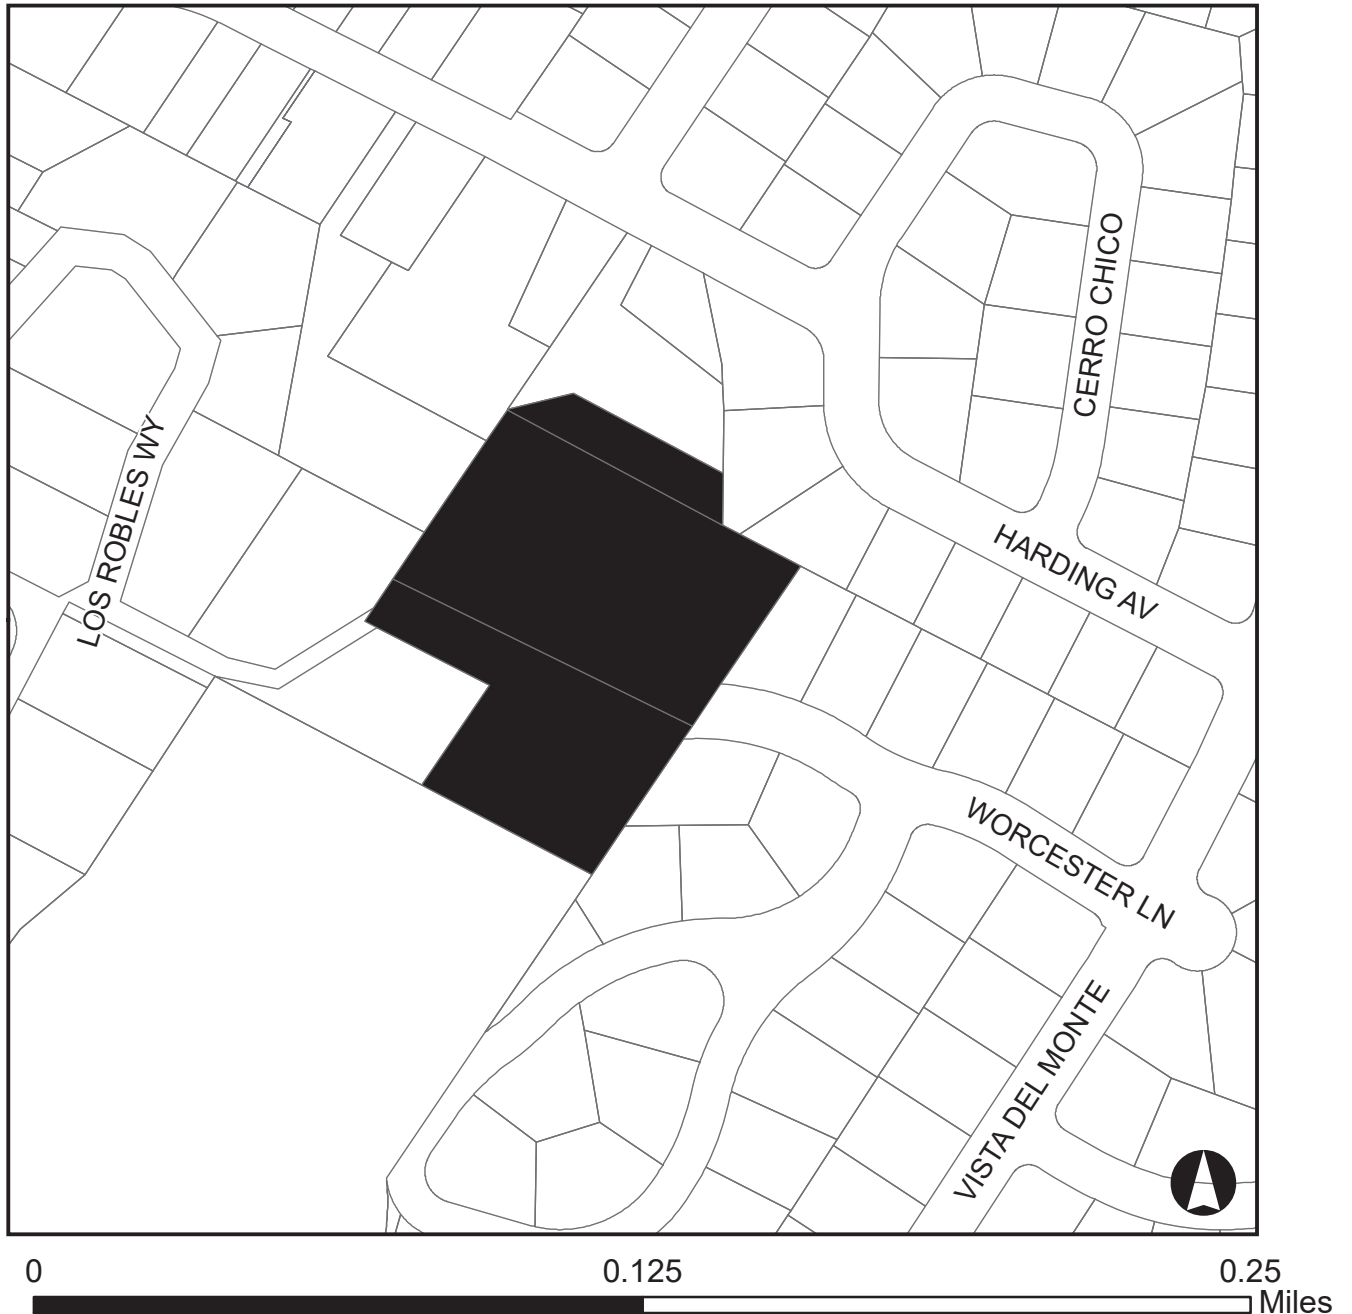 CERRO CHICO
LOS ROBLES WY
HARDING AV
WORCESTER LN
VISTA DEL MONTE
0 0.125 0.25
Miles